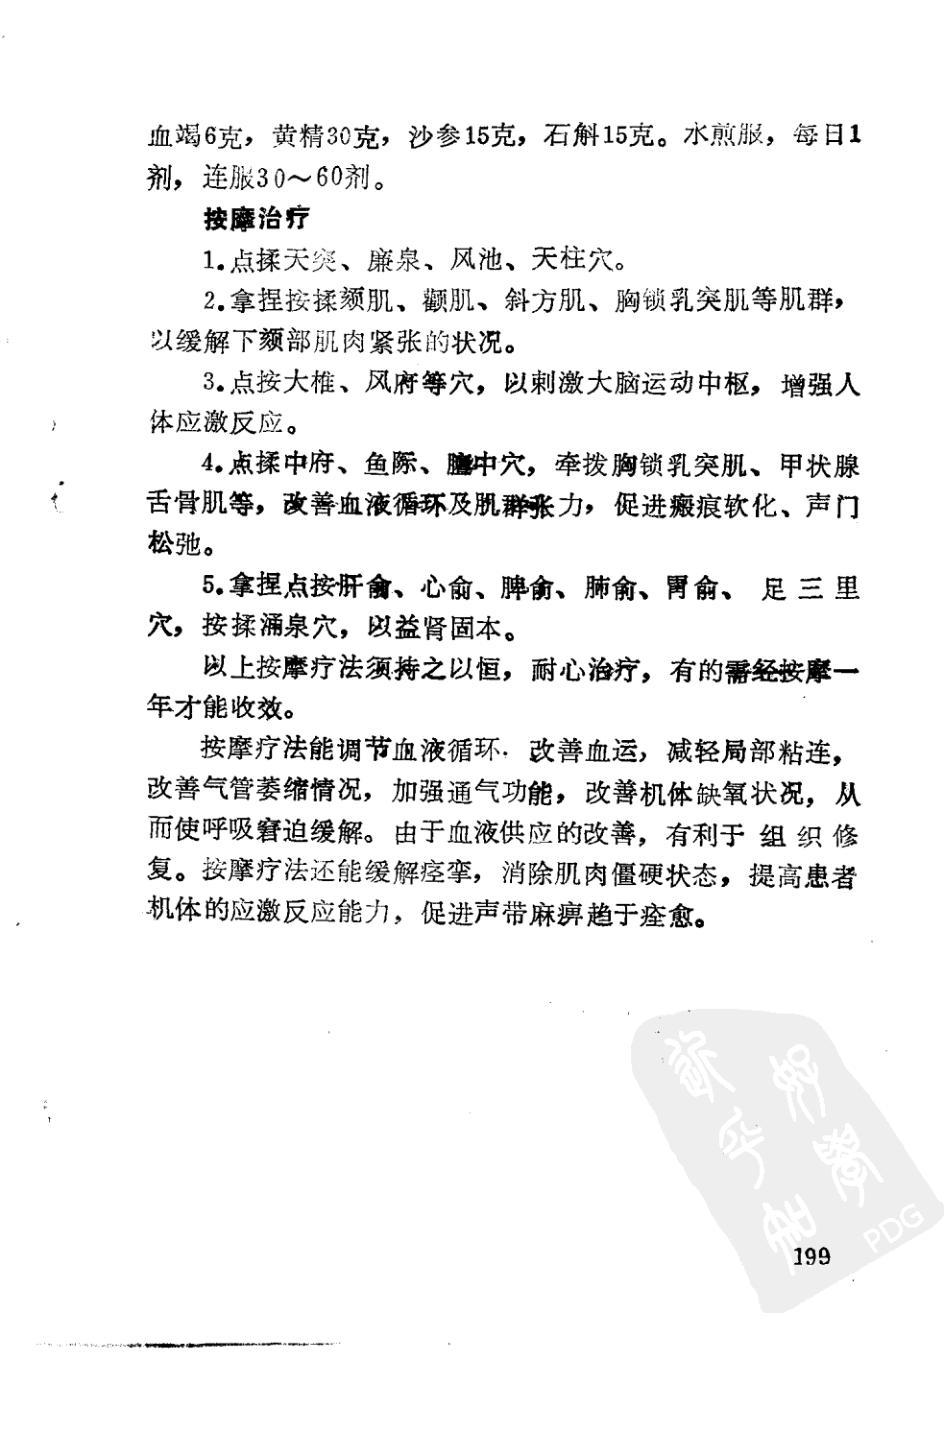 血竭6克，黄精30克，沙参15克，石斛15克。水煎服，每日1
剂，连服30～60剂。
按摩治疗
1.点揉天突、廉泉、风池、天柱穴。
2.拿捏按揉颏肌、颧肌、斜方肌、胸锁乳突肌等肌群，
以缓解下颏部肌肉紧张的状况。
3.点按大椎、风府等穴，以刺激大脑运动中枢，增强人
体应激反应。
4.点揉中府、鱼际、膻中穴，牵拨胸锁乳突肌、甲状腺
舌骨肌等，改善血液循环及肌群张力，促进瘢痕软化、声门
松弛。
5.拿捏点按肝俞、心俞、脾俞、肺俞、胃俞、足三里
穴，按揉涌泉穴，以益肾固本。
以上按摩疗法须持之以恒，耐心治疗，有的需经按摩一
年才能收效。
按摩疗法能调节血液循环. 改善血运，减轻局部粘连，
改善气管萎缩情况，加强通气功能，改善机体缺氧状况，从
而使呼吸窘迫缓解。由于血液供应的改善，有利于组织修
复。按摩疗法还能缓解痉挛，消除肌肉僵硬状态，提高患者
机体的应激反应能力，促进声带麻痹趋于痊愈。
PDG
199